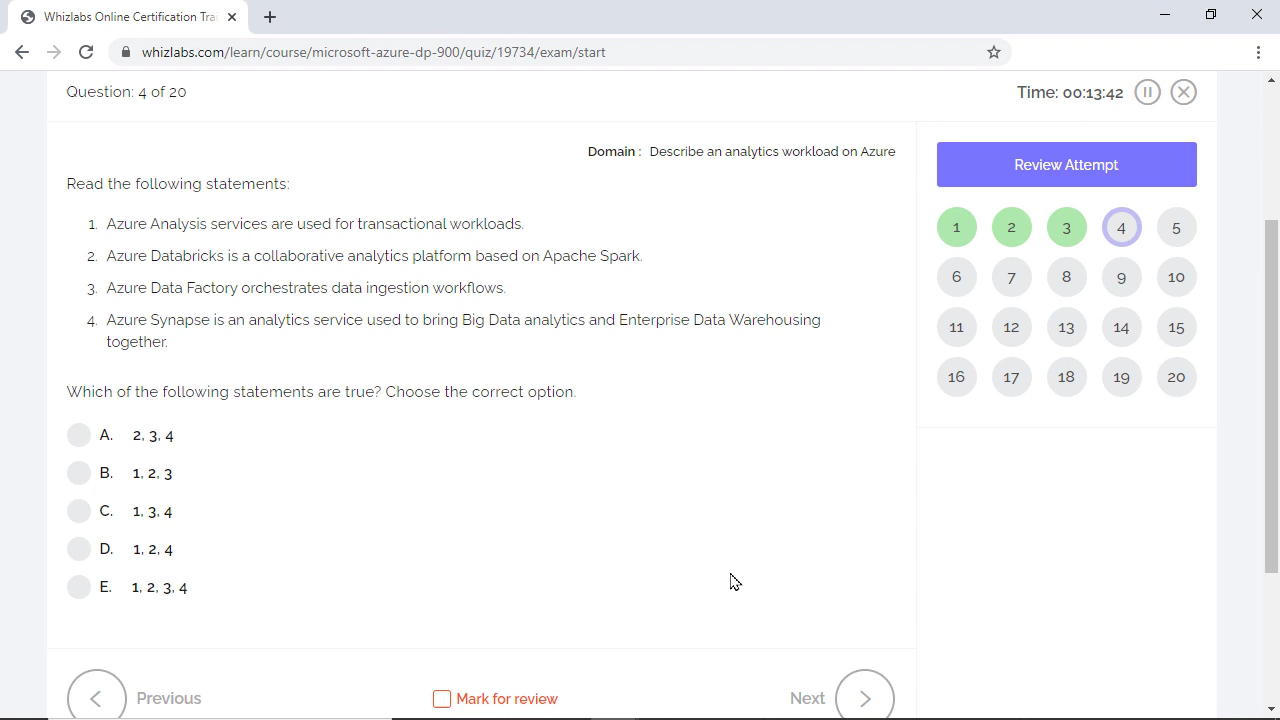 Whizlabs Online Certification Tra
whizlabs.com/learn/course/microsoft-azure-dp-900/quiz/19734/exam/start
Question: 4 of 20
Time: 00:13:42
Domain : Describe an analytics workload on Azure
Review Attempt
Read the following statements:
1. Azure Analysis services are used for transactional workloads.
2. Azure Databricks is a collaborative analytics platform based on Apache Spark.
3. Azure Data Factory orchestrates data ingestion workflows.
4. Azure Synapse is an analytics service used to bring Big Data analytics and Enterprise Data Warehousing
together.
Which of the following statements are true? Choose the correct option.
A. 2, 3, 4
B. 1, 2, 3
C. 1, 3, 4
D. 1, 2, 4
E. 1, 2, 3, 4
1 2 3 4 5
6 7 8 9 10
11 12 13 14 15
16 17 18 19 20
Previous
Mark for review
Next